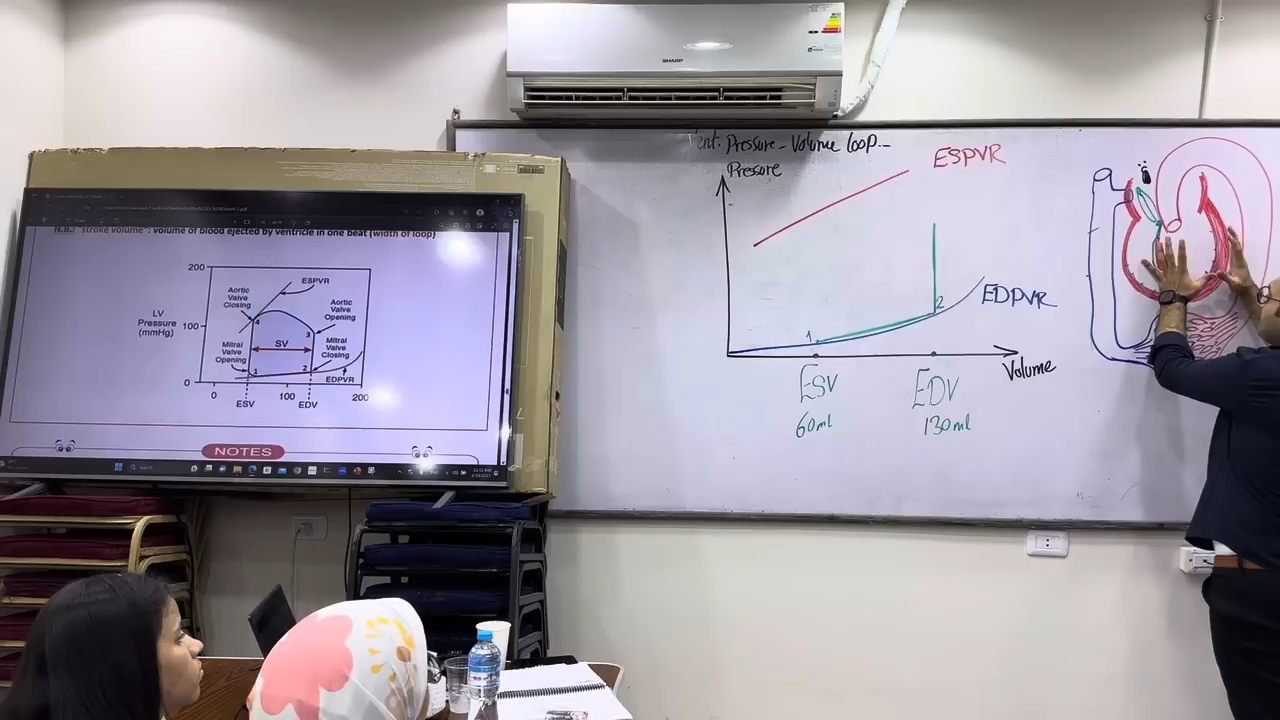 SHARP
N.B.: "stroke volume": volume of blood ejected by ventricle in one beat (width of loop)
200
100
0
LV
Pressure
(mmHg)
Aortic
Valve
Closing
ESPVR
Aortic
Valve
Opening
4
3
SV
Mitral
Valve
Opening
Mitral
Valve
Closing
1
2
EDPVR
0
100
200
ESV
EDV
NOTES
Search
Pressure - Volume loop
Pressure
ESPVR
EDPVR
1
2
Volume
ESV
60ml
EDV
130ml